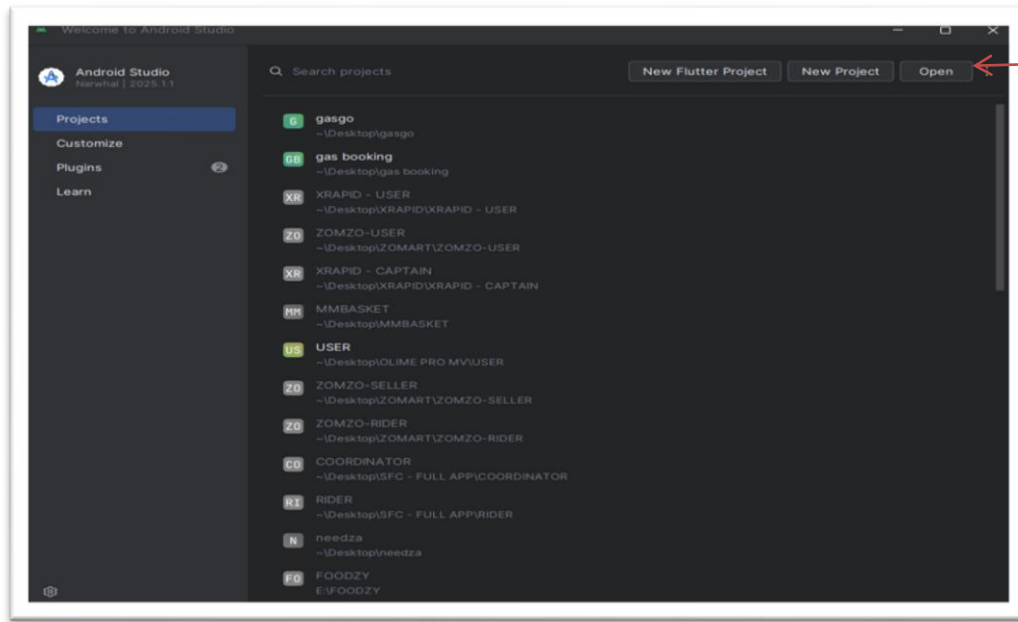 Welcome to Android Studio
Android Studio
Narwhal | 2025.1.1
Projects
Customize
Plugins 2
Learn
Search projects
New Flutter Project
New Project
Open
G gasgo
~\Desktop\gasgo
GB gas booking
~\Desktop\gas booking
XR XRAPID - USER
~\Desktop\XRAPID\XRAPID - USER
ZO ZOMZO-USER
~\Desktop\ZOMART\ZOMZO-USER
XR XRAPID - CAPTAIN
~\Desktop\XRAPID\XRAPID - CAPTAIN
MM MMBASKET
~\Desktop\MMBASKET
US USER
~\Desktop\OLIME PRO MV\USER
ZO ZOMZO-SELLER
~\Desktop\ZOMART\ZOMZO-SELLER
ZO ZOMZO-RIDER
~\Desktop\ZOMART\ZOMZO-RIDER
CO COORDINATOR
~\Desktop\SFC - FULL APP\COORDINATOR
RI RIDER
~\Desktop\SFC - FULL APP\RIDER
N needza
~\Desktop\needza
FO FOODZY
E:\FOODZY